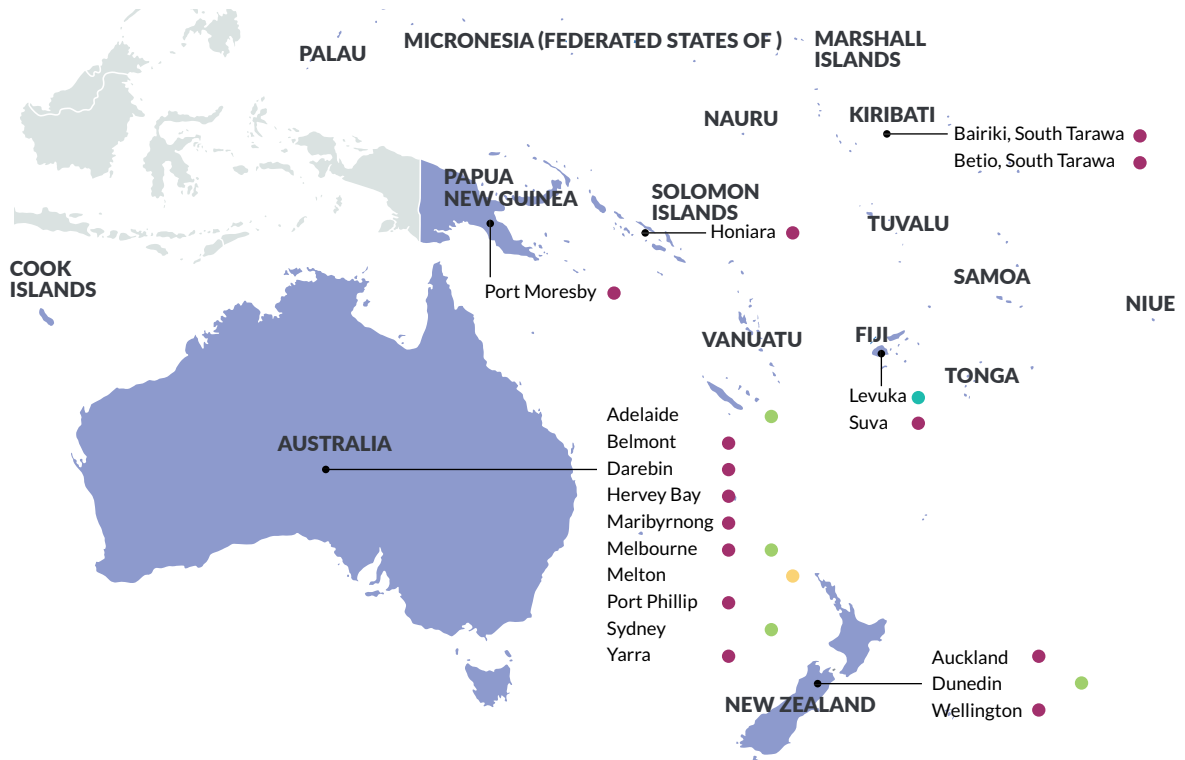 PALAU
MICRONESIA (FEDERATED STATES OF )
MARSHALL
ISLANDS
NAURU
KIRIBATI
Bairiki, South Tarawa
Betio, South Tarawa
PAPUA
NEW GUINEA
SOLOMON
ISLANDS
Honiara
TUVALU
COOK
ISLANDS
Port Moresby
SAMOA
NIUE
VANUATU
FIJI
TONGA
Levuka
Suva
AUSTRALIA
Adelaide
Belmont
Darebin
Hervey Bay
Maribyrnong
Melbourne
Melton
Port Phillip
Sydney
Yarra
NEW ZEALAND
Auckland
Dunedin
Wellington